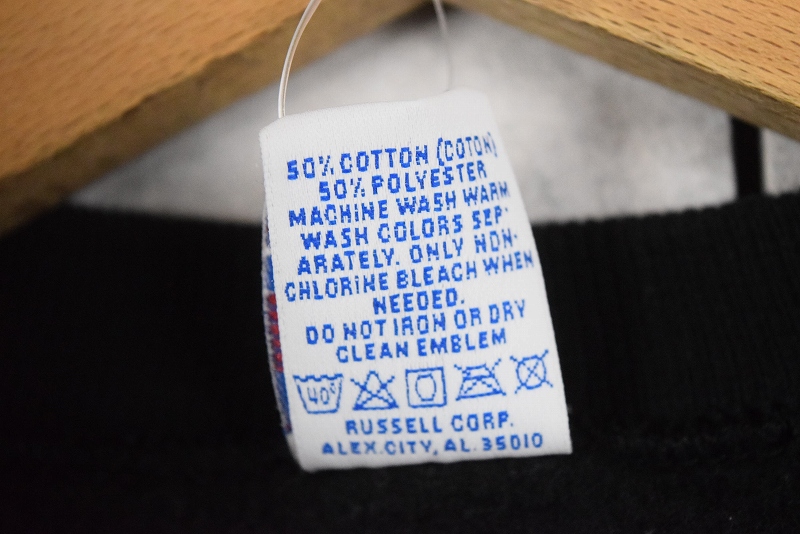 50% COTTON (COTON)
50% POLYESTER
MACHINE WASH WARM
WASH COLORS SEP-
ARATELY. ONLY NON-
CHLORINE BLEACH WHEN
NEEDED.
DO NOT IRON OR DRY
CLEAN EMBLEM
40°
RUSSELL CORP.
ALEX.CITY, AL. 35010